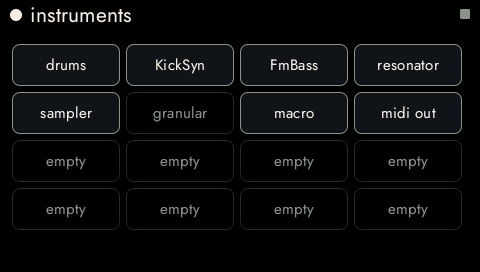 instruments
drums KickSyn FmBass resonator
sampler granular macro midi out
empty empty empty empty
empty empty empty empty